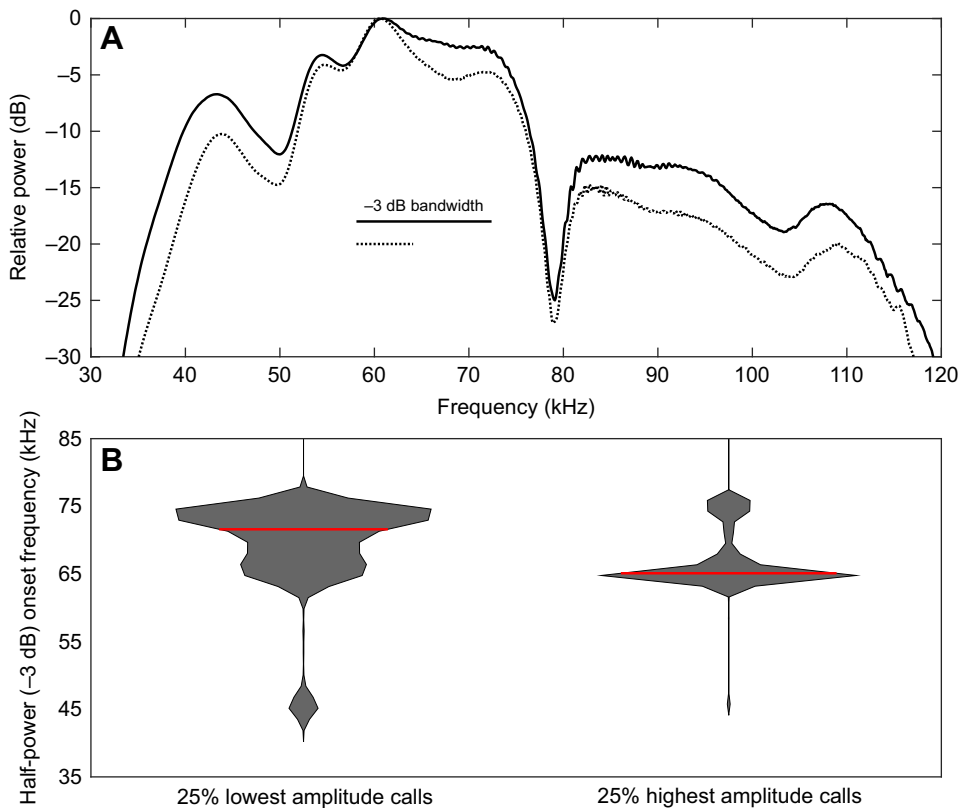 A
Relative power (dB)
0
–5
–10
–15
–20
–25
–30
–3 dB bandwidth
30 40 50 60 70 80 90 100 110 120
Frequency (kHz)
B
Half-power (–3 dB) onset frequency (kHz)
85
75
65
55
45
35
25% lowest amplitude calls 25% highest amplitude calls